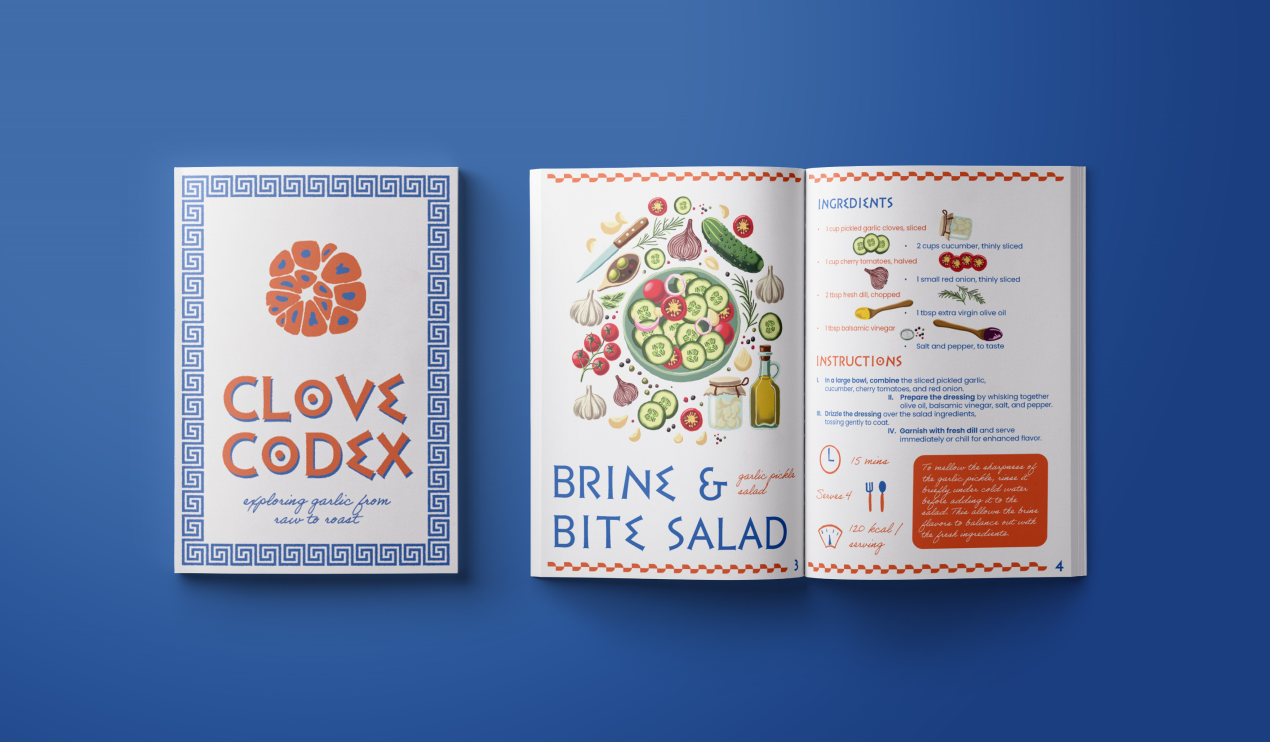 CLOVE
CODEX
exploring garlic from
raw to roast
BRINE &
garlic pickle
salad
BITE SALAD
3
INGREDIENTS
1 cup pickled garlic cloves, sliced
2 cups cucumber, thinly sliced
1 cup cherry tomatoes, halved
1 small red onion, thinly sliced
2 tbsp fresh dill, chopped
1 tbsp extra virgin olive oil
1 tbsp balsamic vinegar
Salt and pepper, to taste
INSTRUCTIONS
I. In a large bowl, combine the sliced pickled garlic,
cucumber, cherry tomatoes, and red onion.
II. Prepare the dressing by whisking together
olive oil, balsamic vinegar, salt, and pepper.
III. Drizzle the dressing over the salad ingredients,
tossing gently to coat.
IV. Garnish with fresh dill and serve
immediately or chill for enhanced flavor.
15 mins
Serves 4
120 kcal /
serving
To mellow the sharpness of
the garlic pickle, rinse it
briefly under cold water
before adding it to the
salad. This allows the brine
flavors to balance out with
the fresh ingredients.
4